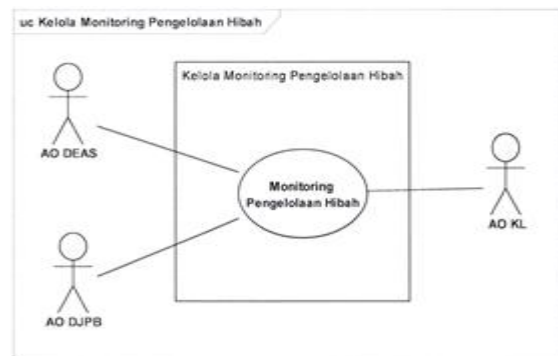 uc Kelola Monitoring Pengelolaan Hibah
Kelola Monitoring Pengelolaan Hibah
AO DEAS
Monitoring
Pengelolaan Hibah
AO KL
AO DJPB